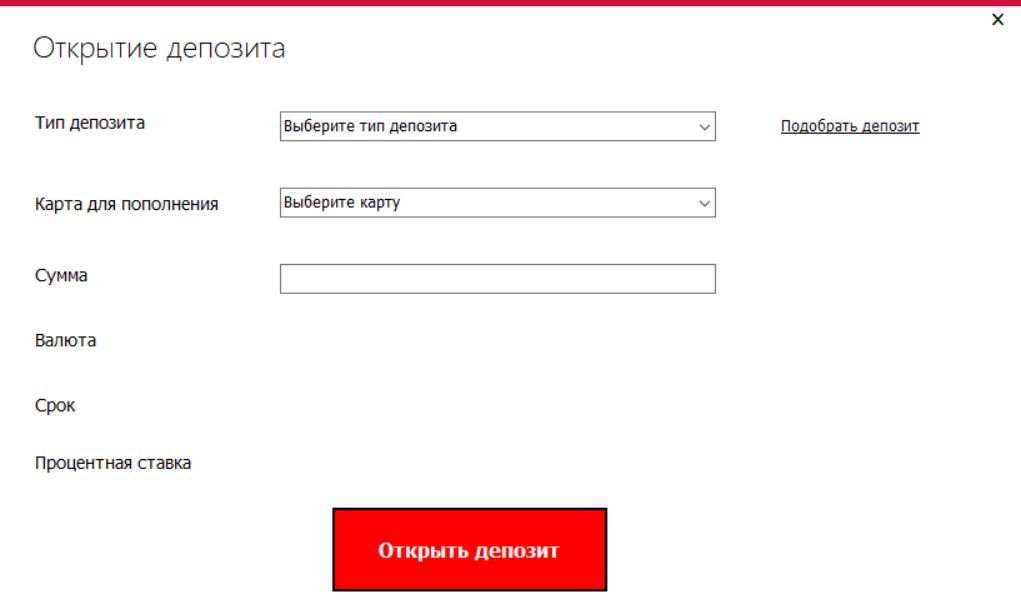 Открытие депозита
Тип депозита
Выберите тип депозита
Подобрать депозит
Карта для пополнения
Выберите карту
Сумма
Валюта
Срок
Процентная ставка
Открыть депозит